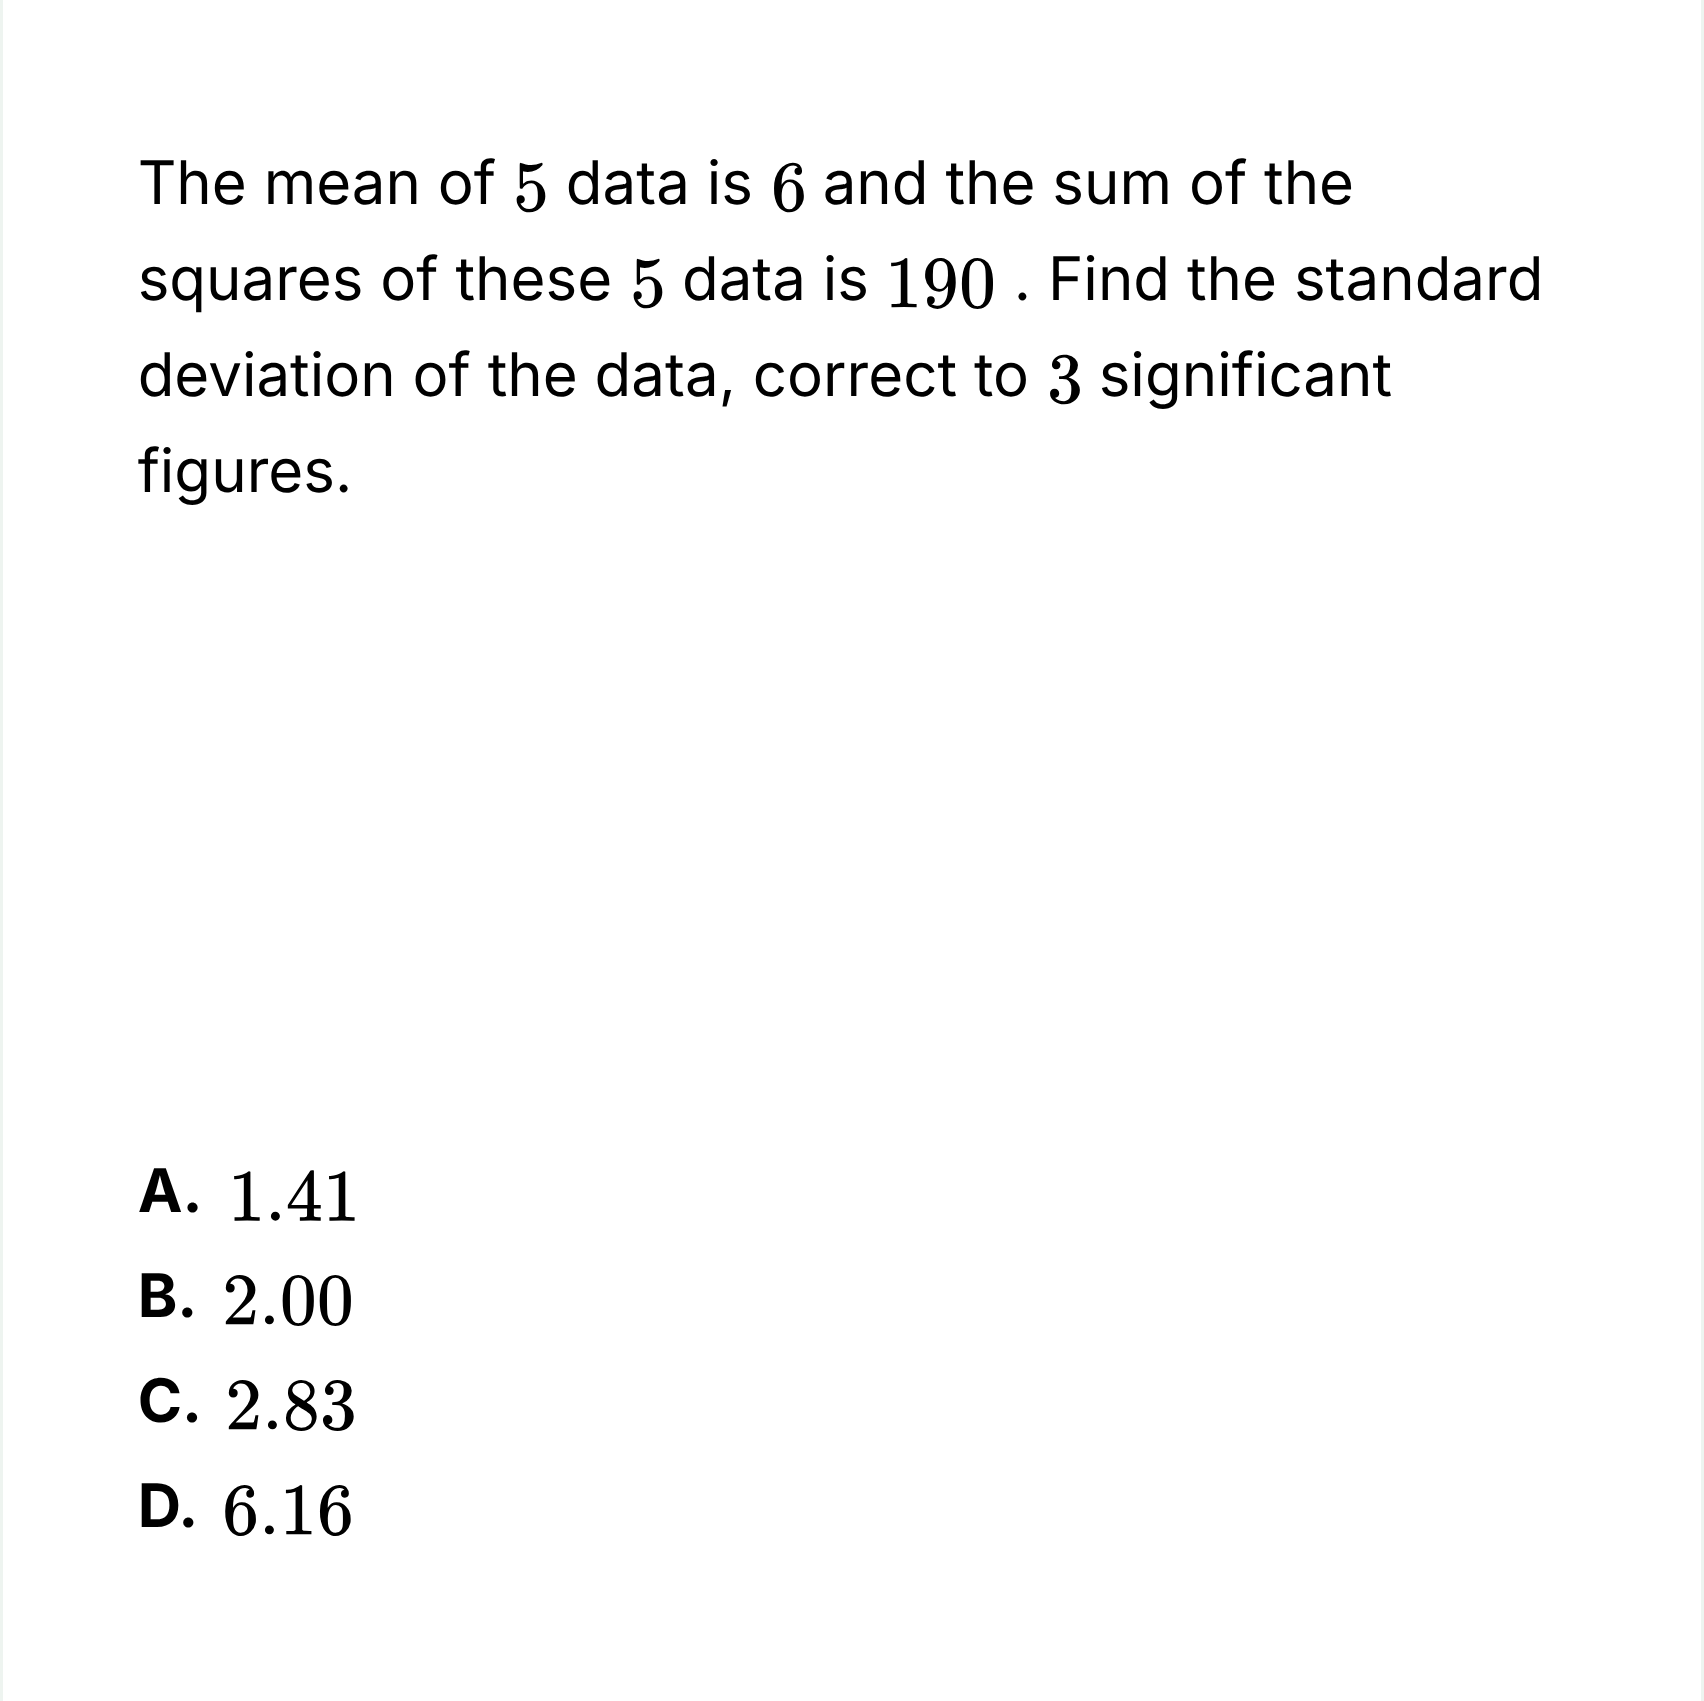 The mean of 5 data is 6 and the sum of the
squares of these 5 data is 190 . Find the standard
deviation of the data, correct to 3 significant
figures.
A. 1.41
B. 2.00
C. 2.83
D. 6.16